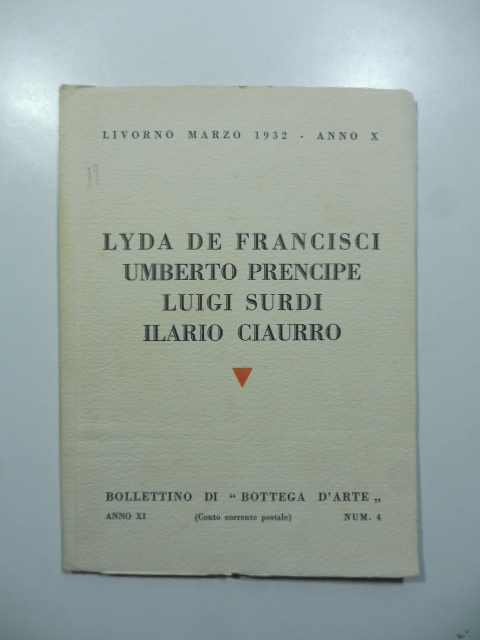 LIVORNO MARZO 1932 - ANNO X
LYDA DE FRANCISCI
UMBERTO PRENCIPE
LUIGI SURDI
ILARIO CIAURRO
BOLLETTINO DI “ BOTTEGA D'ARTE „
ANNO XI (Conto corrente postale) NUM. 4